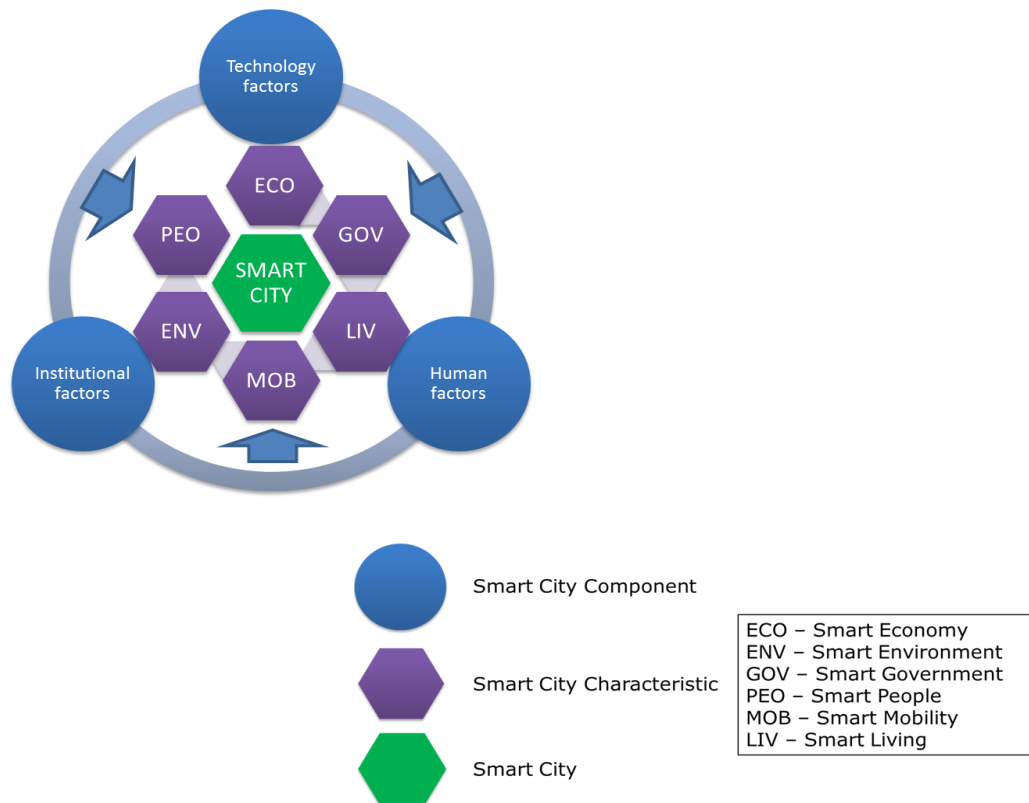 Technology
factors
ECO
PEO
GOV
SMART
CITY
ENV
LIV
MOB
Institutional
factors
Human
factors
Smart City Component
Smart City Characteristic
Smart City
ECO – Smart Economy
ENV – Smart Environment
GOV – Smart Government
PEO – Smart People
MOB – Smart Mobility
LIV – Smart Living